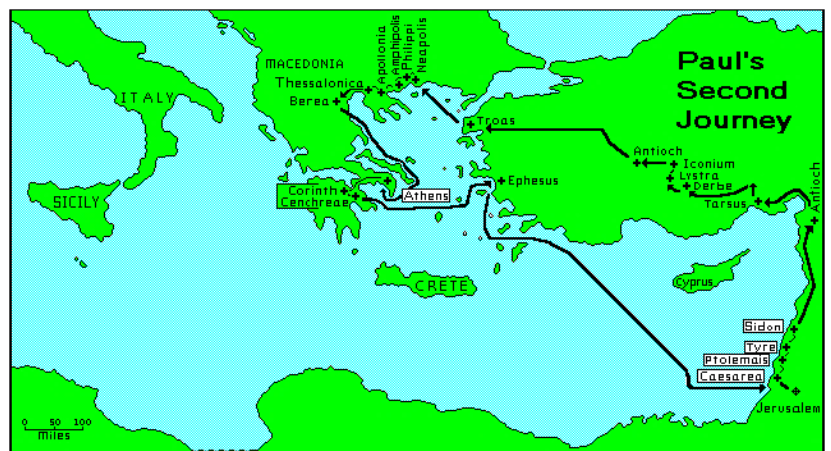 Paul's
Second
Journey
MACEDONIA
Apollonia
Amphipolis
Philippi
Neapolis
Thessalonica
Berea
ITALY
Troas
Antioch
Iconium
Lystra
Derbe
Antioch
Tarsus
Ephesus
Corinth
Cenchreae
Athens
SICILY
CRETE
Cyprus
Sidon
Tyre
Ptolemais
Caesarea
Jerusalem
0 50 100
Miles